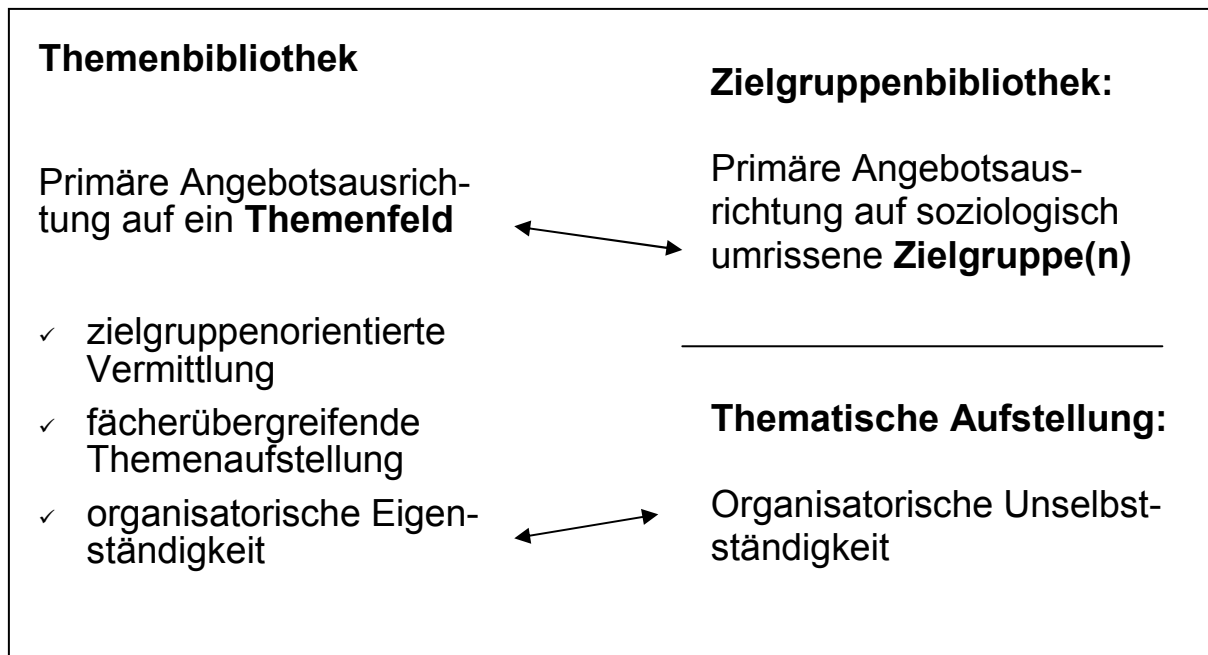 Themenbibliothek
Primäre Angebotsausrich-
tung auf ein Themenfeld
✓ zielgruppenorientierte
Vermittlung
✓ fächerübergreifende
Themenaufstellung
✓ organisatorische Eigen-
ständigkeit
Zielgruppenbibliothek:
Primäre Angebotsaus-
richtung auf soziologisch
umrissene Zielgruppe(n)
Thematische Aufstellung:
Organisatorische Unselbst-
ständigkeit